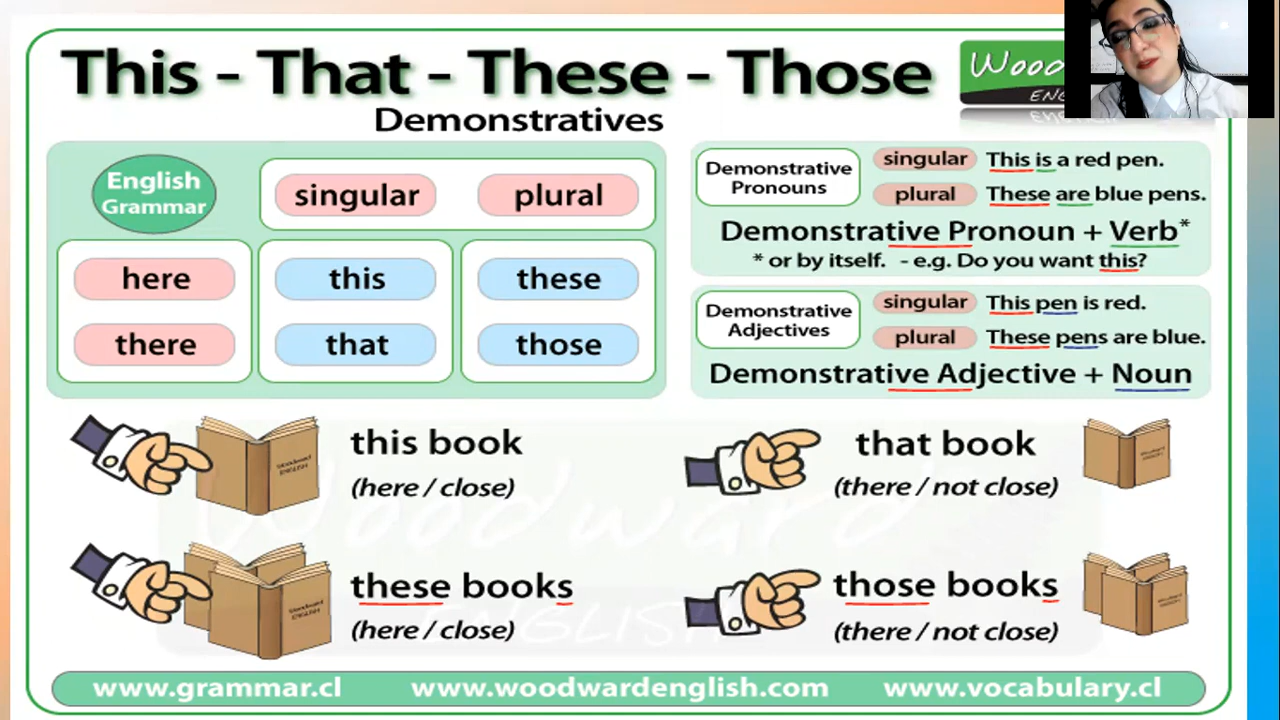 This - That - These - Those
Demonstratives
English
Grammar
singular plural
here this these
there that those
Demonstrative
Pronouns
singular This is a red pen.
plural These are blue pens.
Demonstrative Pronoun + Verb*
* or by itself. - e.g. Do you want this?
Demonstrative
Adjectives
singular This pen is red.
plural These pens are blue.
Demonstrative Adjective + Noun
this book
(here / close)
that book
(there / not close)
these books
(here / close)
those books
(there / not close)
Woodward
ENGLISH
www.grammar.cl www.woodwardenglish.com www.vocabulary.cl